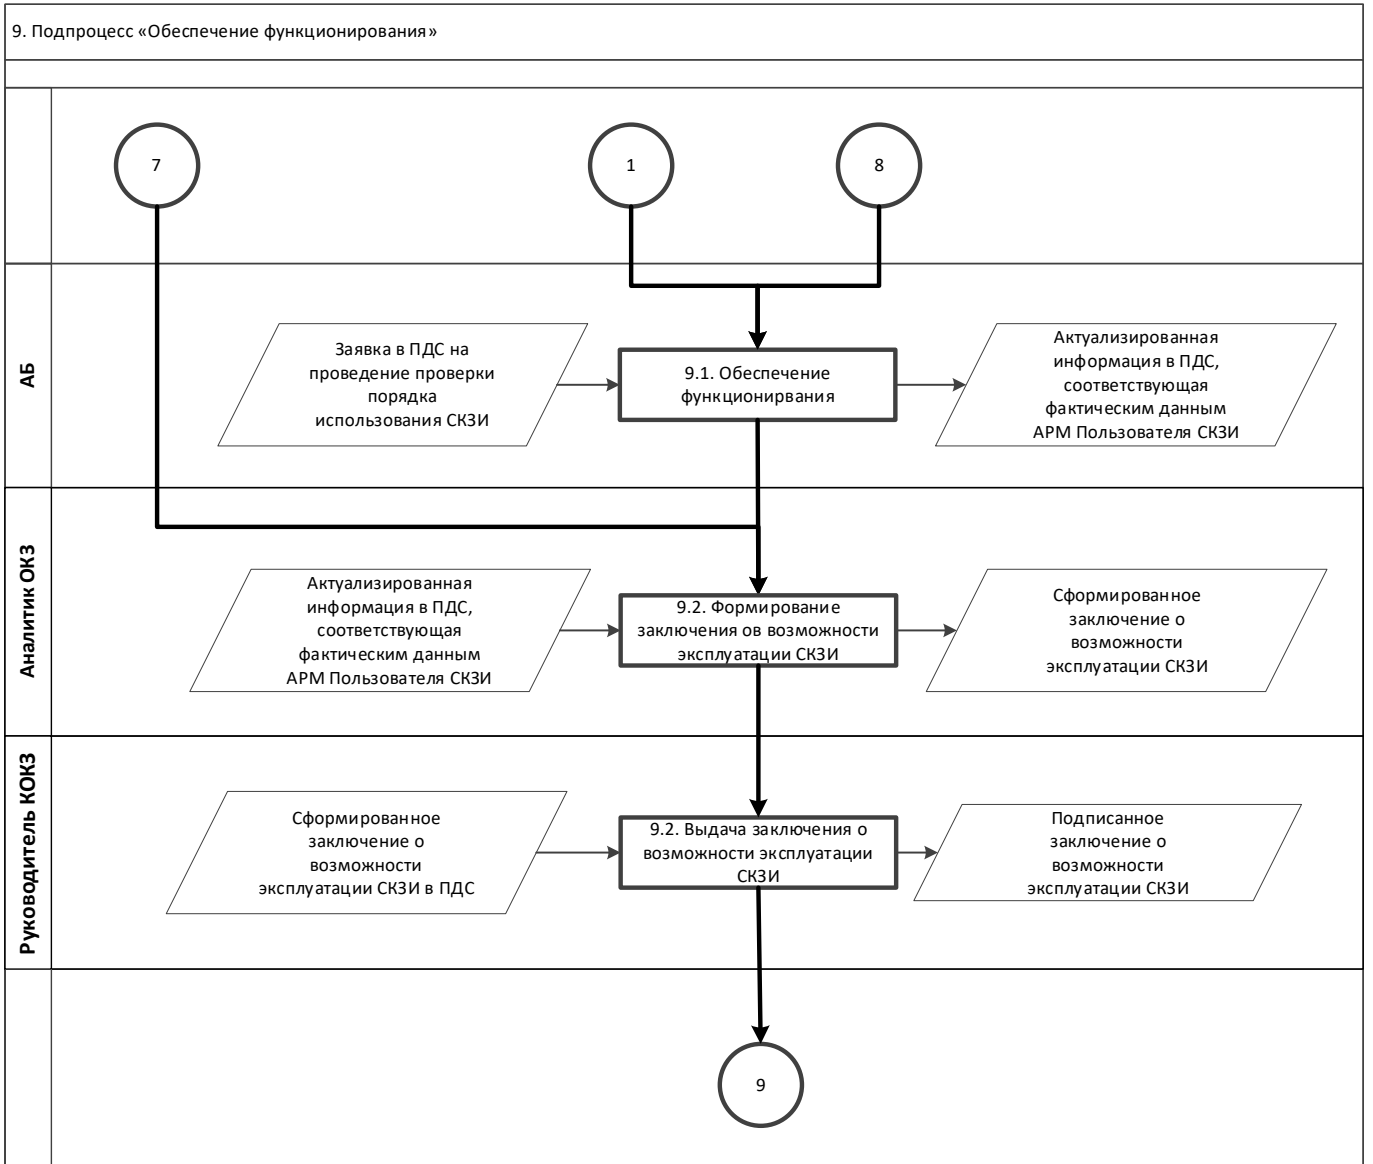 9. Подпроцесс «Обеспечение функционирования»
7
1
8
АБ
Заявка в ПДС на
проведение проверки
порядка
использования СКЗИ
9.1. Обеспечение
функционирвания
Актуализированная
информация в ПДС,
соответствующая
фактическим данным
АРМ Пользователя СКЗИ
Аналитик ОКЗ
Актуализированная
информация в ПДС,
соответствующая
фактическим данным
АРМ Пользователя СКЗИ
9.2. Формирование
заключения ов возможности
эксплуатации СКЗИ
Сформированное
заключение о
возможности
эксплуатации СКЗИ
Руководитель КОКЗ
Сформированное
заключение о
возможности
эксплуатации СКЗИ в ПДС
9.2. Выдача заключения о
возможности эксплуатации
СКЗИ
Подписанное
заключение о
возможности
эксплуатации СКЗИ
9